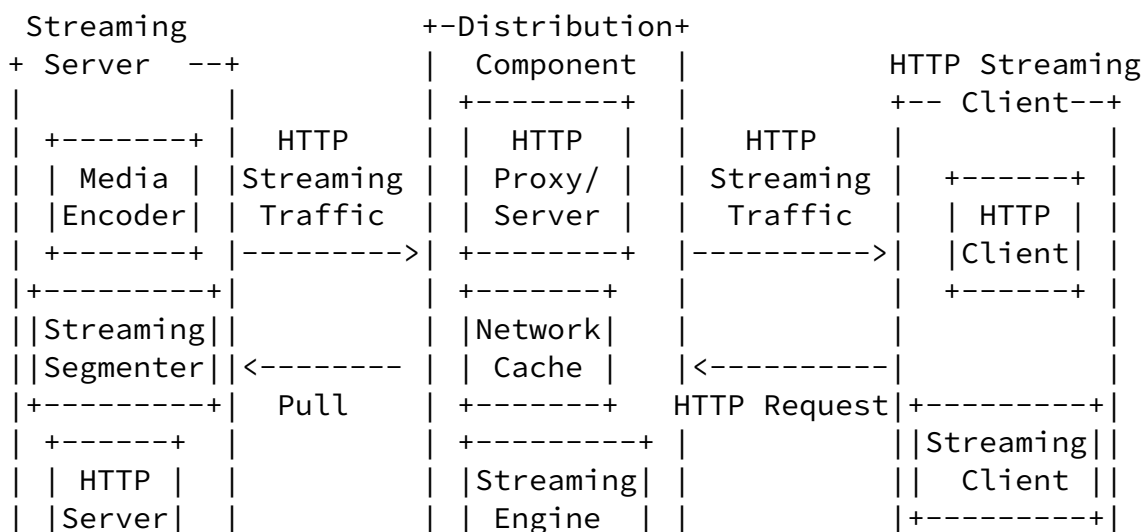 Streaming               +-Distribution+
+ Server  --+            |  Component  |             HTTP Streaming
|           |            | +--------+  |             +-- Client--+
| +-------+ |  HTTP      | |  HTTP  |  |   HTTP      |           |
| | Media | |Streaming   | | Proxy/ |  | Streaming   |  +------+ |
| |Encoder| | Traffic    | | Server |  |  Traffic    |  | HTTP | |
| +-------+ |--------->| +--------+  |---------->|  |Client| |
|+---------+|            | +-------+   |             |  +------+ |
||Streaming||            | |Network|   |             |           |
||Segmenter||<--------   | | Cache |   |<----------|           |
|+---------+|  Pull      | +-------+  HTTP Request|+---------+|
| +------+  |            | +---------+ |             ||Streaming||
| | HTTP |  |            | |Streaming| |             ||  Client ||
| |Server|  |            | | Engine  | |             |+---------+|